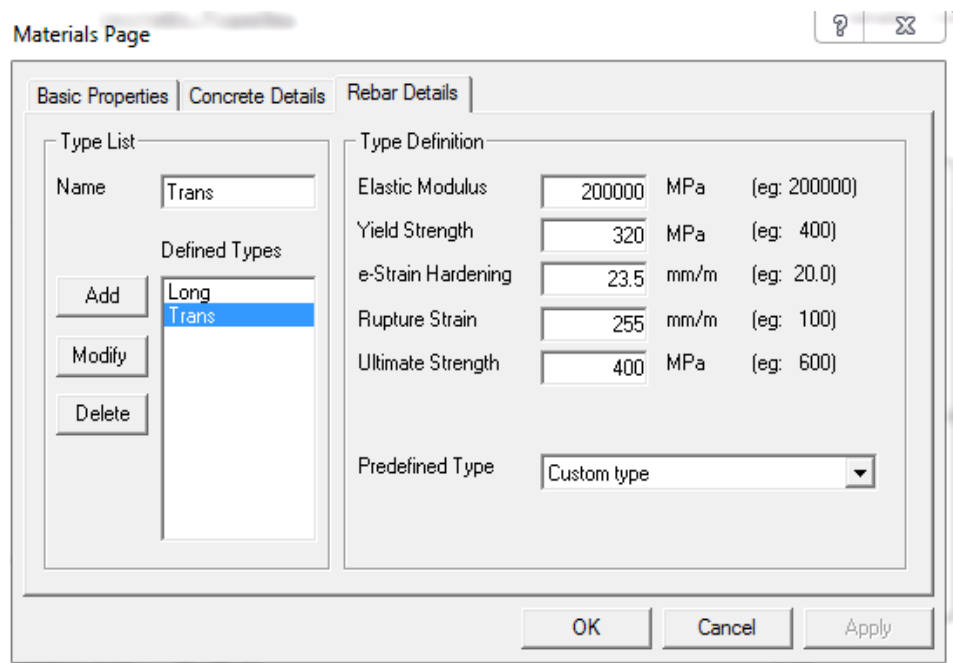 Materials Page
Basic Properties Concrete Details Rebar Details
Type List
Name Trans
Defined Types
Long
Trans
Add
Modify
Delete
Type Definition
Elastic Modulus 200000 MPa (eg: 200000)
Yield Strength 320 MPa (eg: 400)
e-Strain Hardening 23.5 mm/m (eg: 20.0)
Rupture Strain 255 mm/m (eg: 100)
Ultimate Strength 400 MPa (eg: 600)
Predefined Type Custom type
OK Cancel Apply